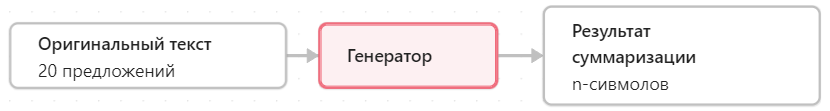 Оригинальный текст
20 предложений
Генератор
Результат
суммаризации
n-сивмолов